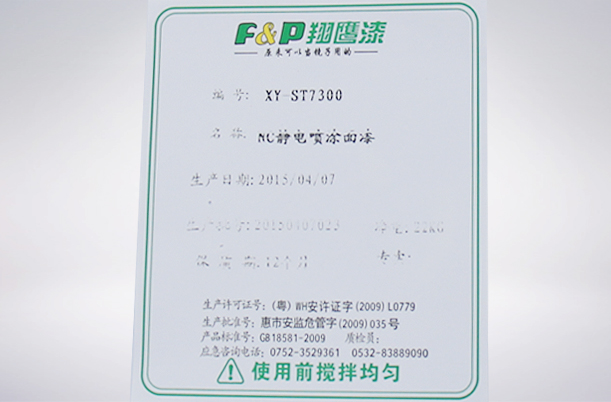 F&P翔鹰漆
原来可以当镜子用的
编 号: XY-ST7300
名 称: NC静电喷涂面漆
生产日期: 2015/04/07
20150407023 22KG
保 质 期: 12个月
生产许可证号: (粤) WH安许证字 (2009) L0779
生产批准号: 惠市安监危管字 (2009) 035号
产品标准号: GB18581-2009 质检员:
应急咨询电话: 0752-3529361 0532-83889090
使用前搅拌均匀